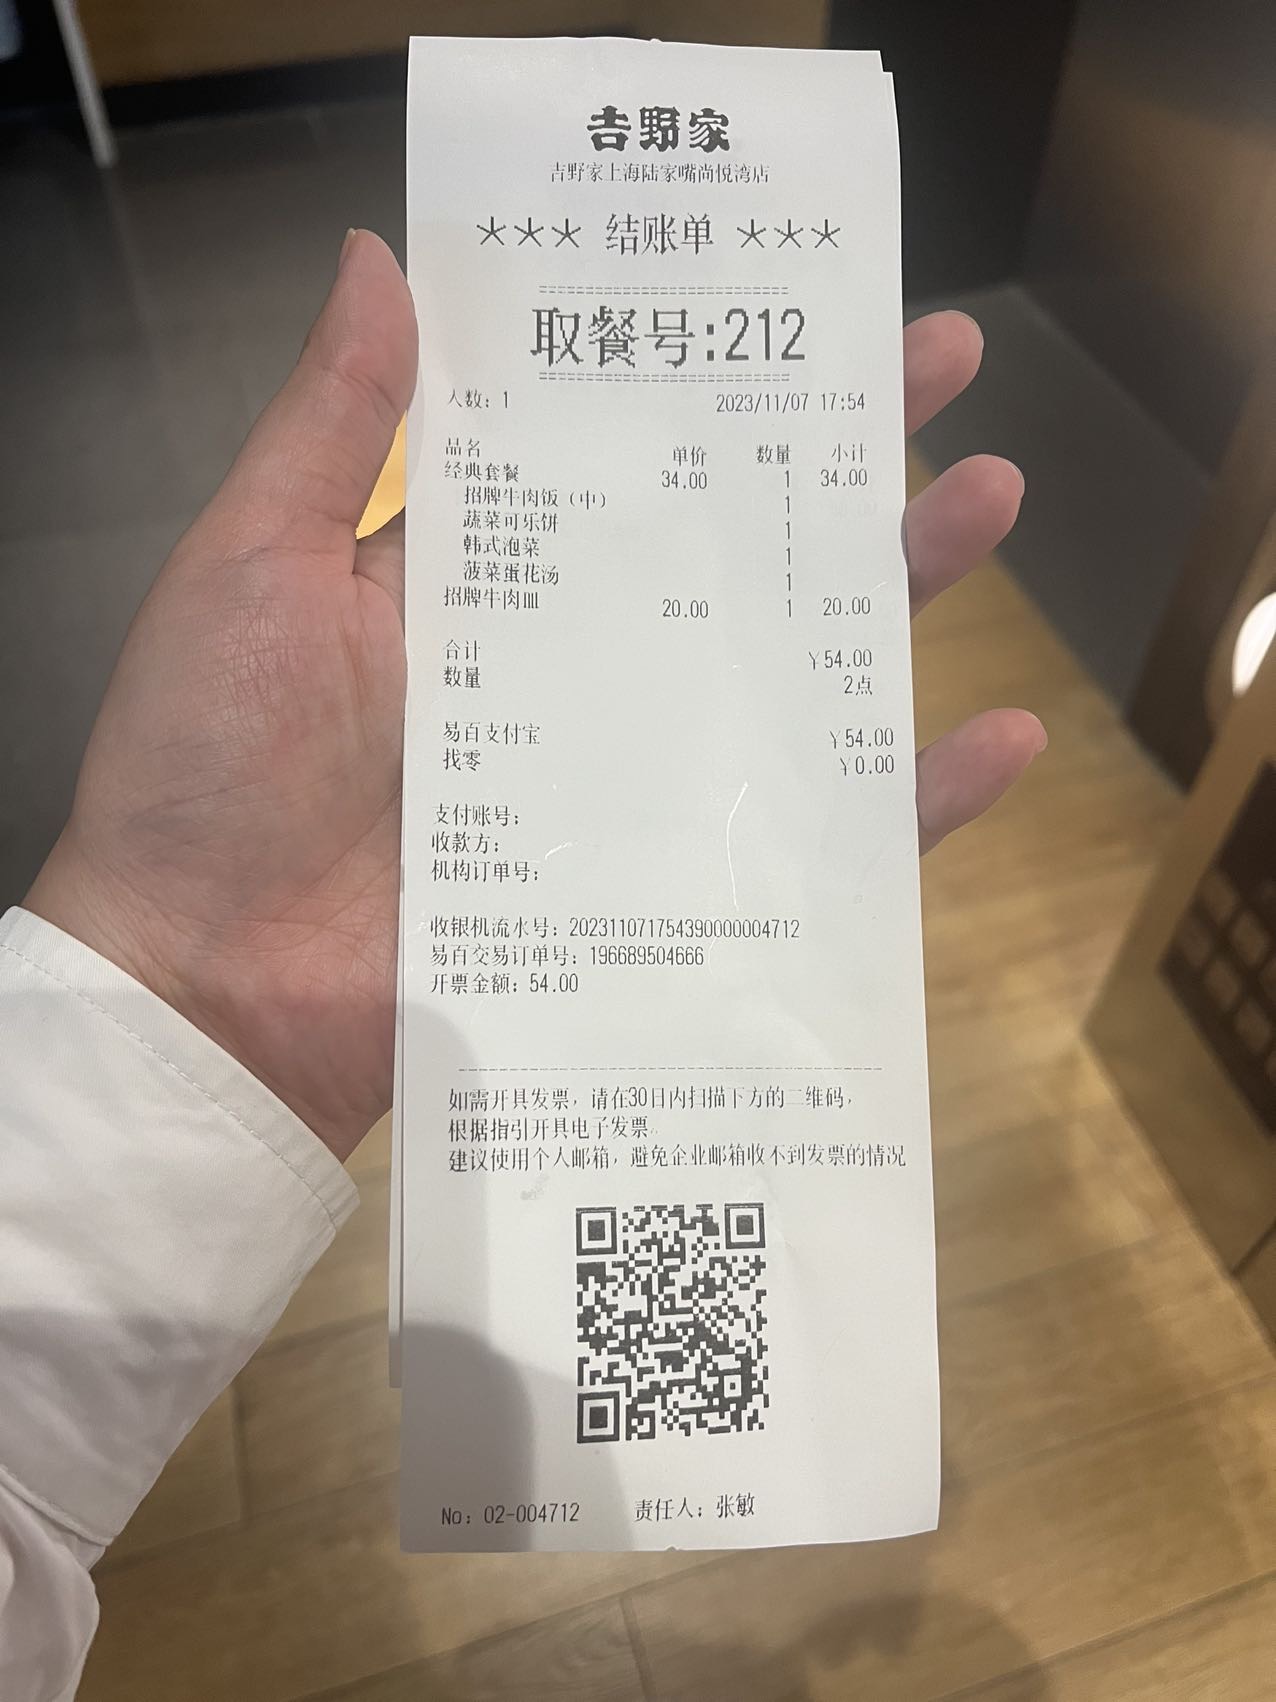 吉野家
吉野家上海陆家嘴尚悦湾店
*** 结账单 ***
========================
取餐号:212
========================
人数: 1 2023/11/07 17:54
品名 单价 数量 小计
经典套餐 34.00 1 34.00
招牌牛肉饭（中） 1
蔬菜可乐饼 1
韩式泡菜 1
菠菜蛋花汤 1
招牌牛肉皿 20.00 1 20.00
合计 ¥54.00
数量 2点
易百支付宝 ¥54.00
找零 ¥0.00
支付账号:
收款方:
机构订单号:
收银机流水号: 202311071754390000004712
易百交易订单号: 196689504666
开票金额: 54.00
如需开具发票，请在30日内扫描下方的二维码，
根据指引开具电子发票。
建议使用个人邮箱，避免企业邮箱收不到发票的情况
No: 02-004712 责任人: 张敏